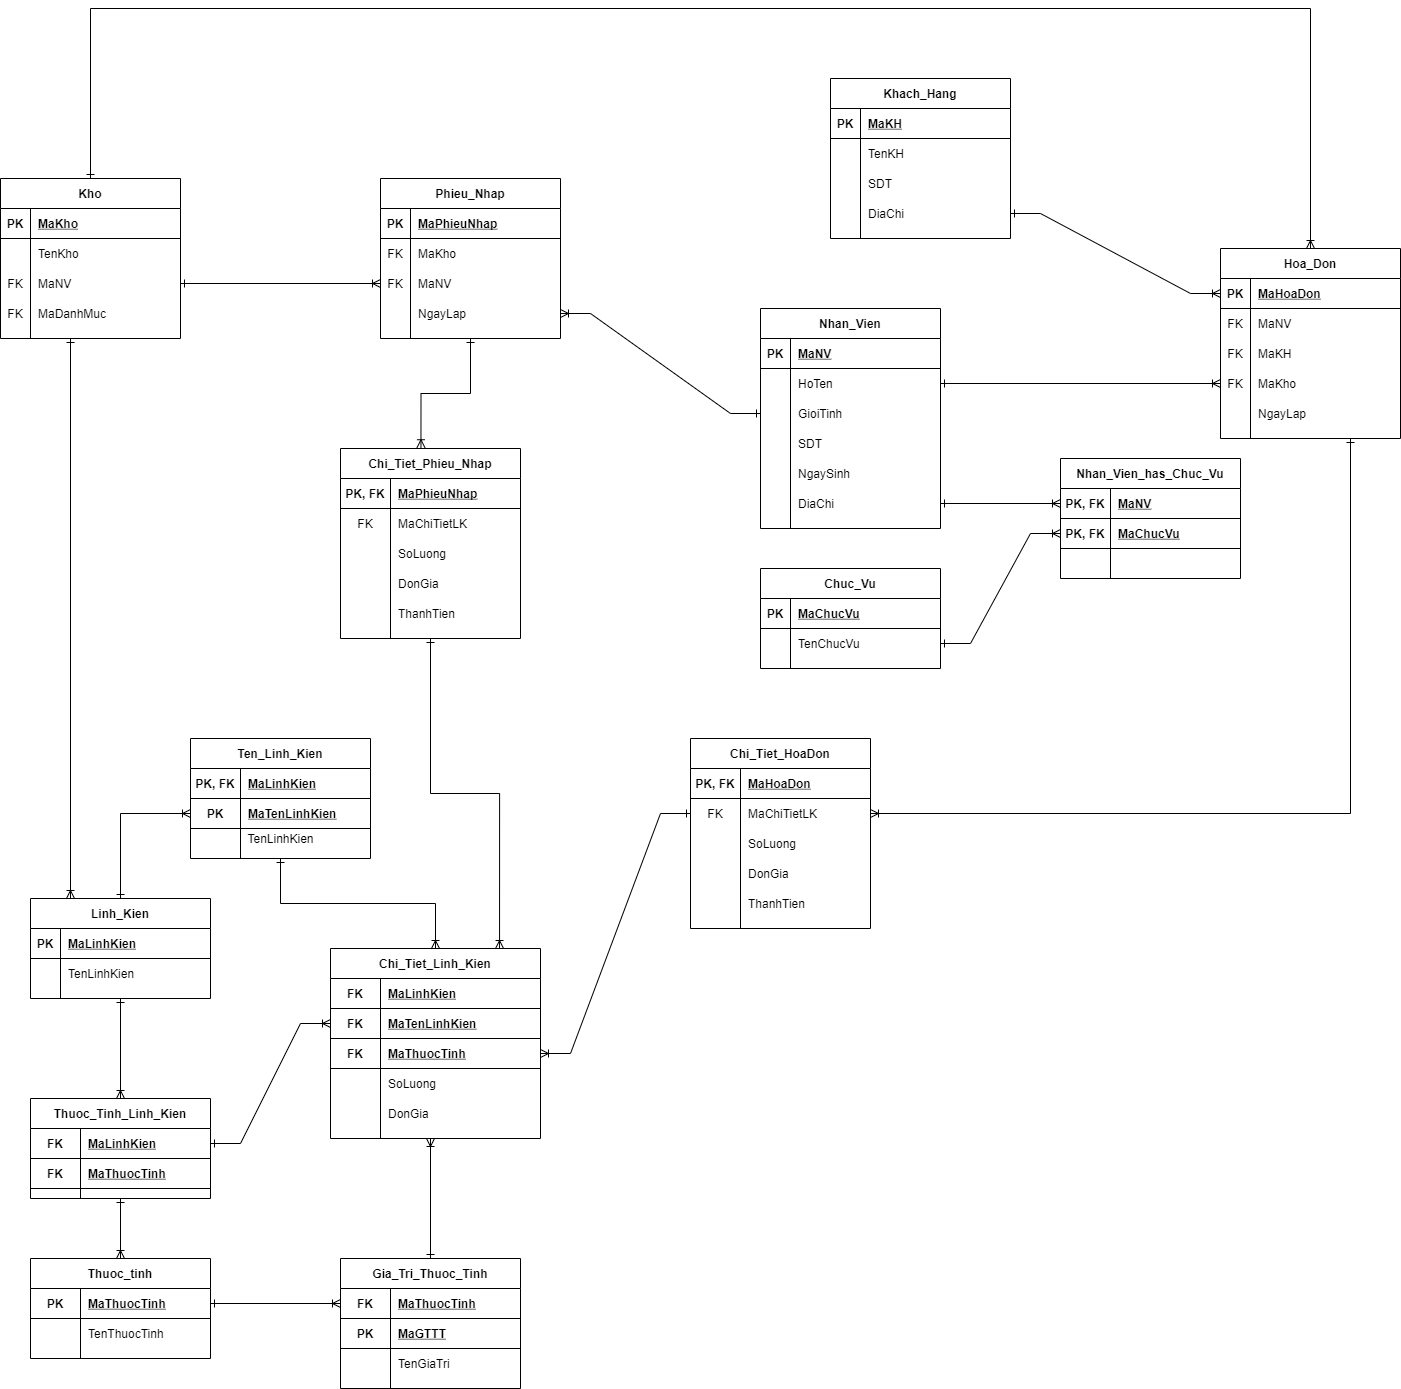 Khach_Hang
PK MaKH
TenKH
SDT
DiaChi
Kho
PK MaKho
TenKho
FK MaNV
FK MaDanhMuc
Phieu_Nhap
PK MaPhieuNhap
FK MaKho
FK MaNV
NgayLap
Hoa_Don
PK MaHoaDon
FK MaNV
FK MaKH
FK MaKho
NgayLap
Nhan_Vien
PK MaNV
HoTen
GioiTinh
SDT
NgaySinh
DiaChi
Chi_Tiet_Phieu_Nhap
PK, FK MaPhieuNhap
FK MaChiTietLK
SoLuong
DonGia
ThanhTien
Nhan_Vien_has_Chuc_Vu
PK, FK MaNV
PK, FK MaChucVu
Chuc_Vu
PK MaChucVu
TenChucVu
Ten_Linh_Kien
PK, FK MaLinhKien
PK MaTenLinhKien
TenLinhKien
Chi_Tiet_HoaDon
PK, FK MaHoaDon
FK MaChiTietLK
SoLuong
DonGia
ThanhTien
Linh_Kien
PK MaLinhKien
TenLinhKien
Chi_Tiet_Linh_Kien
FK MaLinhKien
FK MaTenLinhKien
FK MaThuocTinh
SoLuong
DonGia
Thuoc_Tinh_Linh_Kien
FK MaLinhKien
FK MaThuocTinh
Thuoc_tinh
PK MaThuocTinh
TenThuocTinh
Gia_Tri_Thuoc_Tinh
FK MaThuocTinh
PK MaGTTT
TenGiaTri